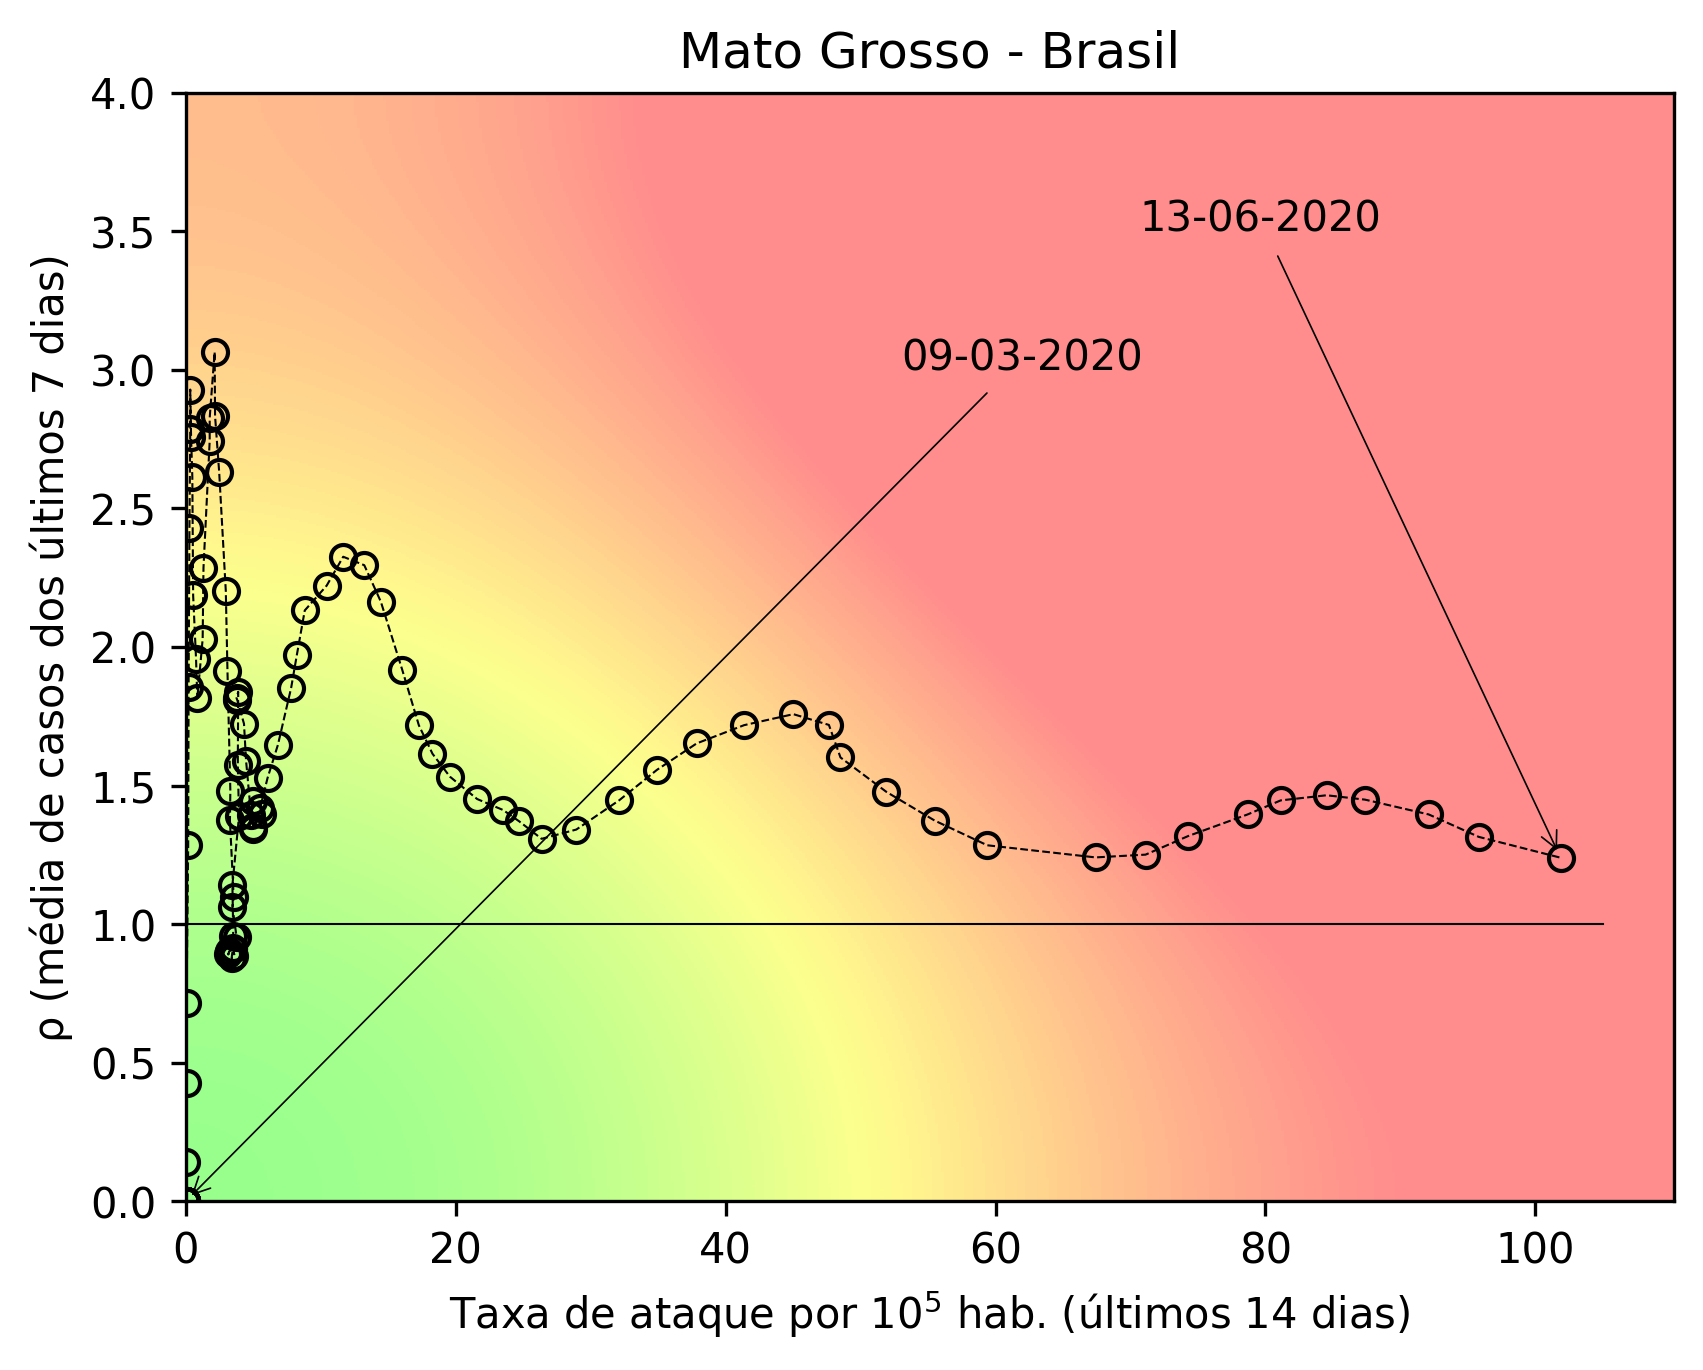 Mato Grosso - Brasil
4.0
3.5
3.0
2.5
2.0
1.5
1.0
0.5
0.0
ρ (média de casos dos últimos 7 dias)
13-06-2020
09-03-2020
0 20 40 60 80 100
Taxa de ataque por 10⁵ hab. (últimos 14 dias)